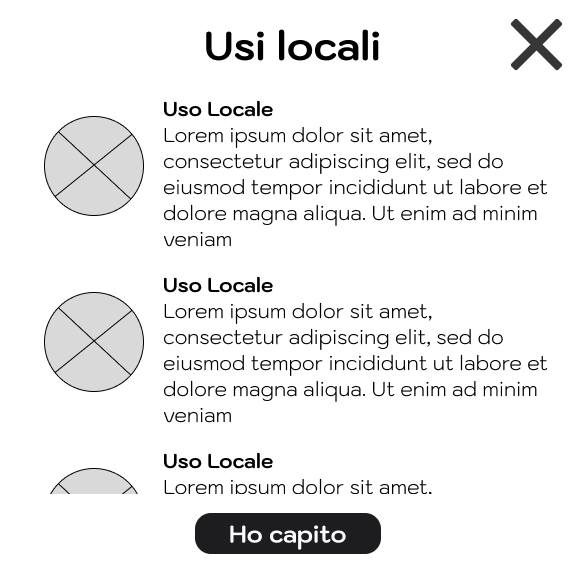 Usi locali
Uso Locale
Lorem ipsum dolor sit amet,
consectetur adipiscing elit, sed do
eiusmod tempor incididunt ut labore et
dolore magna aliqua. Ut enim ad minim
veniam
Uso Locale
Lorem ipsum dolor sit amet,
consectetur adipiscing elit, sed do
eiusmod tempor incididunt ut labore et
dolore magna aliqua. Ut enim ad minim
veniam
Uso Locale
Lorem ipsum dolor sit amet,
Ho capito